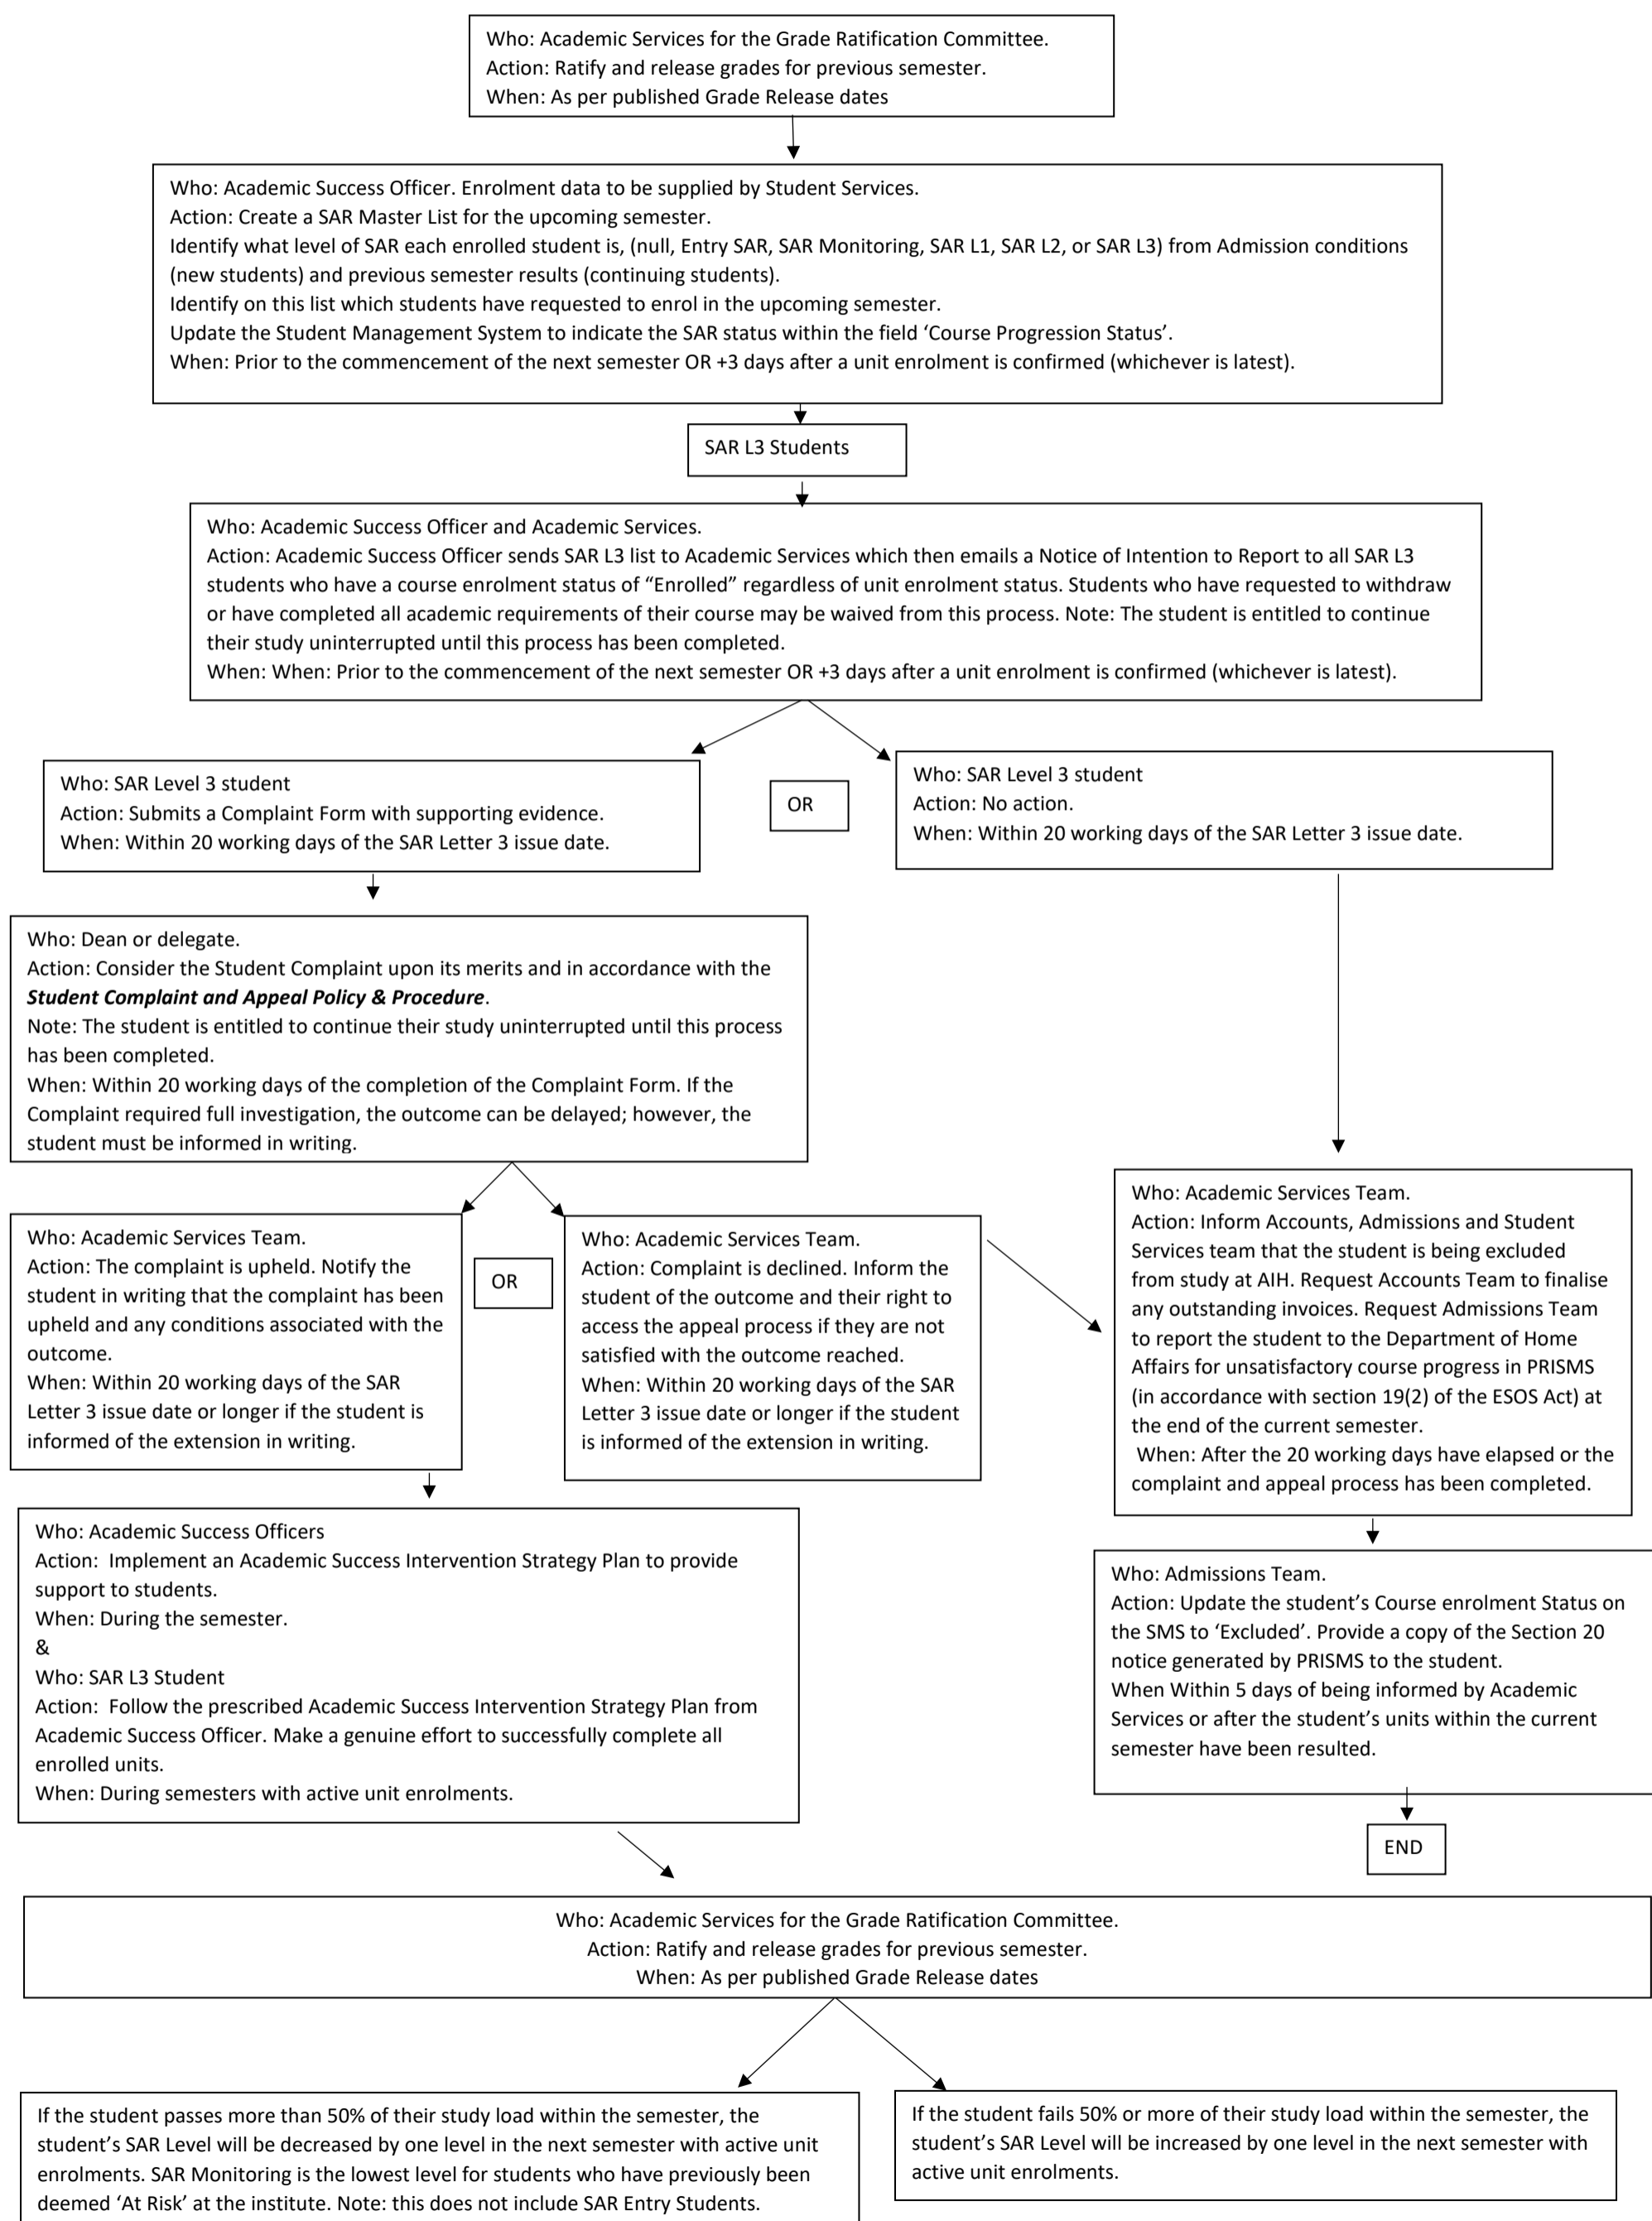 Who: Academic Services for the Grade Ratification Committee.
Action: Ratify and release grades for previous semester.
When: As per published Grade Release dates
Who: Academic Success Officer. Enrolment data to be supplied by Student Services.
Action: Create a SAR Master List for the upcoming semester.
Identify what level of SAR each enrolled student is, (null, Entry SAR, SAR Monitoring, SAR L1, SAR L2, or SAR L3) from Admission conditions
(new students) and previous semester results (continuing students).
Identify on this list which students have requested to enrol in the upcoming semester.
Update the Student Management System to indicate the SAR status within the field ‘Course Progression Status’.
When: Prior to the commencement of the next semester OR +3 days after a unit enrolment is confirmed (whichever is latest).
SAR L3 Students
Who: Academic Success Officer and Academic Services.
Action: Academic Success Officer sends SAR L3 list to Academic Services which then emails a Notice of Intention to Report to all SAR L3
students who have a course enrolment status of “Enrolled” regardless of unit enrolment status. Students who have requested to withdraw
or have completed all academic requirements of their course may be waived from this process. Note: The student is entitled to continue
their study uninterrupted until this process has been completed.
When: When: Prior to the commencement of the next semester OR +3 days after a unit enrolment is confirmed (whichever is latest).
Who: SAR Level 3 student
Action: Submits a Complaint Form with supporting evidence.
When: Within 20 working days of the SAR Letter 3 issue date.
OR
Who: SAR Level 3 student
Action: No action.
When: Within 20 working days of the SAR Letter 3 issue date.
Who: Dean or delegate.
Action: Consider the Student Complaint upon its merits and in accordance with the
Student Complaint and Appeal Policy & Procedure.
Note: The student is entitled to continue their study uninterrupted until this process
has been completed.
When: Within 20 working days of the completion of the Complaint Form. If the
Complaint required full investigation, the outcome can be delayed; however, the
student must be informed in writing.
Who: Academic Services Team.
Action: The complaint is upheld. Notify the
student in writing that the complaint has been
upheld and any conditions associated with the
outcome.
When: Within 20 working days of the SAR
Letter 3 issue date or longer if the student is
informed of the extension in writing.
OR
Who: Academic Services Team.
Action: Complaint is declined. Inform the
student of the outcome and their right to
access the appeal process if they are not
satisfied with the outcome reached.
When: Within 20 working days of the SAR
Letter 3 issue date or longer if the student
is informed of the extension in writing.
Who: Academic Services Team.
Action: Inform Accounts, Admissions and Student
Services team that the student is being excluded
from study at AIH. Request Accounts Team to finalise
any outstanding invoices. Request Admissions Team
to report the student to the Department of Home
Affairs for unsatisfactory course progress in PRISMS
(in accordance with section 19(2) of the ESOS Act) at
the end of the current semester.
When: After the 20 working days have elapsed or the
complaint and appeal process has been completed.
Who: Academic Success Officers
Action: Implement an Academic Success Intervention Strategy Plan to provide
support to students.
When: During the semester.
&
Who: SAR L3 Student
Action: Follow the prescribed Academic Success Intervention Strategy Plan from
Academic Success Officer. Make a genuine effort to successfully complete all
enrolled units.
When: During semesters with active unit enrolments.
Who: Admissions Team.
Action: Update the student’s Course enrolment Status on
the SMS to ‘Excluded’. Provide a copy of the Section 20
notice generated by PRISMS to the student.
When Within 5 days of being informed by Academic
Services or after the student’s units within the current
semester have been resulted.
END
Who: Academic Services for the Grade Ratification Committee.
Action: Ratify and release grades for previous semester.
When: As per published Grade Release dates
If the student passes more than 50% of their study load within the semester, the
student’s SAR Level will be decreased by one level in the next semester with active unit
enrolments. SAR Monitoring is the lowest level for students who have previously been
deemed ‘At Risk’ at the institute. Note: this does not include SAR Entry Students.
If the student fails 50% or more of their study load within the semester, the
student’s SAR Level will be increased by one level in the next semester with
active unit enrolments.